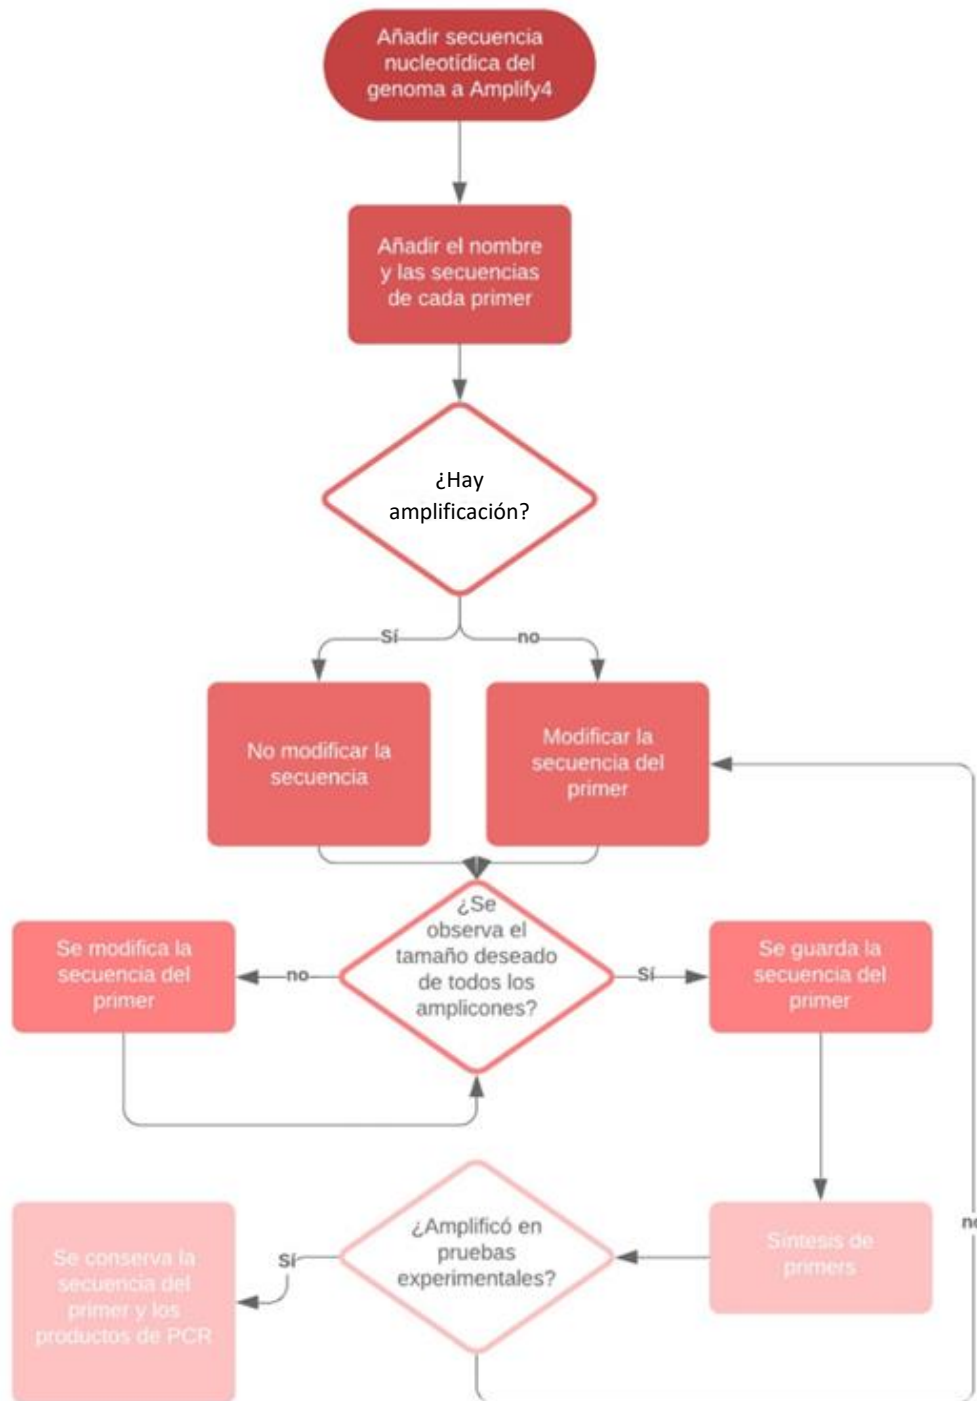 Añadir secuencia
nucleotídica del
genoma a Amplify4
Añadir el nombre
y las secuencias
de cada primer
¿Hay
amplificación?
Sí
no
No modificar la
secuencia
Modificar la
secuencia del
primer
Se modifica la
secuencia del
primer
no
¿Se
observa el
tamaño deseado
de todos los
amplicones?
Sí
Se guarda la
secuencia del
primer
Se conserva la
secuencia del
primer y los
productos de PCR
Sí
¿Amplificó en
pruebas
experimentales?
Síntesis de
primers
no